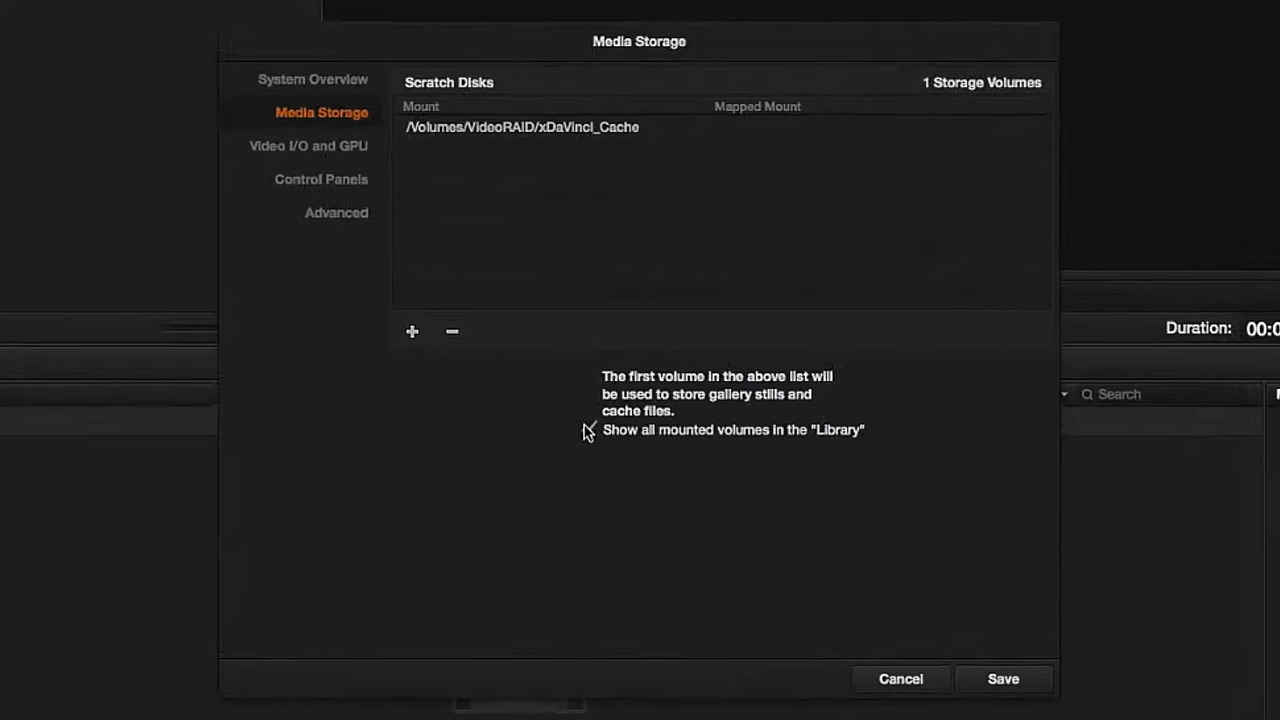 Media Storage
System Overview
Media Storage
Video I/O and GPU
Control Panels
Advanced
Scratch Disks
1 Storage Volumes
Mount
Mapped Mount
/Volumes/VideoRAID/xDaVinci_Cache
The first volume in the above list will
be used to store gallery stills and
cache files.
Show all mounted volumes in the "Library"
Duration:
00:0
Search
Cancel
Save